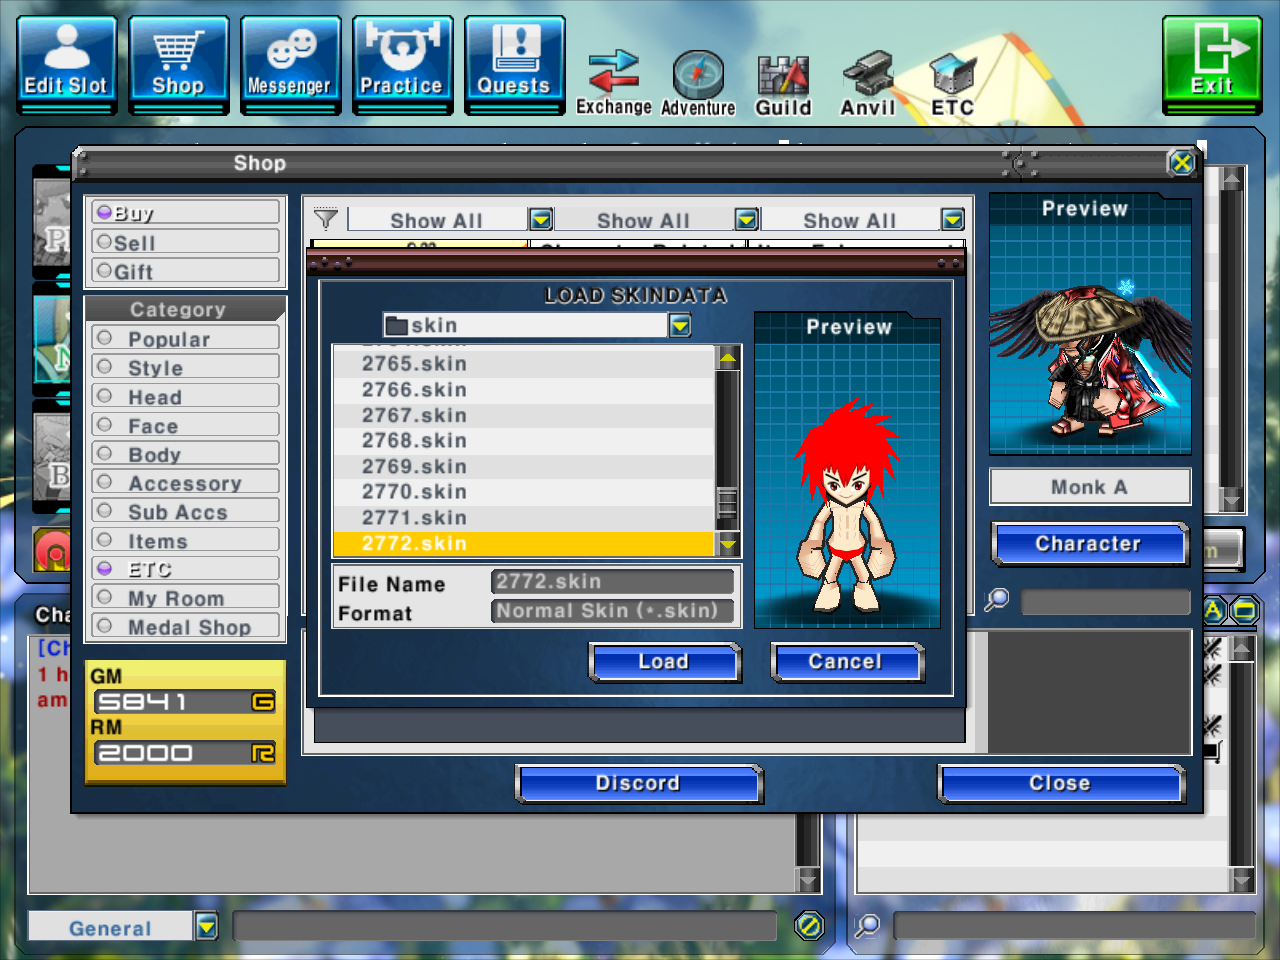 Edit Slot
Shop
Messenger
Practice
Quests
Exchange
Adventure
Guild
Anvil
ETC
Exit
Shop
Buy
Sell
Gift
Category
Popular
Style
Head
Face
Body
Accessory
Sub Accs
Items
ETC
My Room
Medal Shop
GM
5841 G
RM
2000 R
Show All
Show All
Show All
LOAD SKINDATA
skin
2765.skin
2766.skin
2767.skin
2768.skin
2769.skin
2770.skin
2771.skin
2772.skin
File Name
2772.skin
Format
Normal Skin (*.skin)
Preview
Load
Cancel
Preview
Monk A
Character
Discord
Close
Cha
[Ch
1 h
am
General